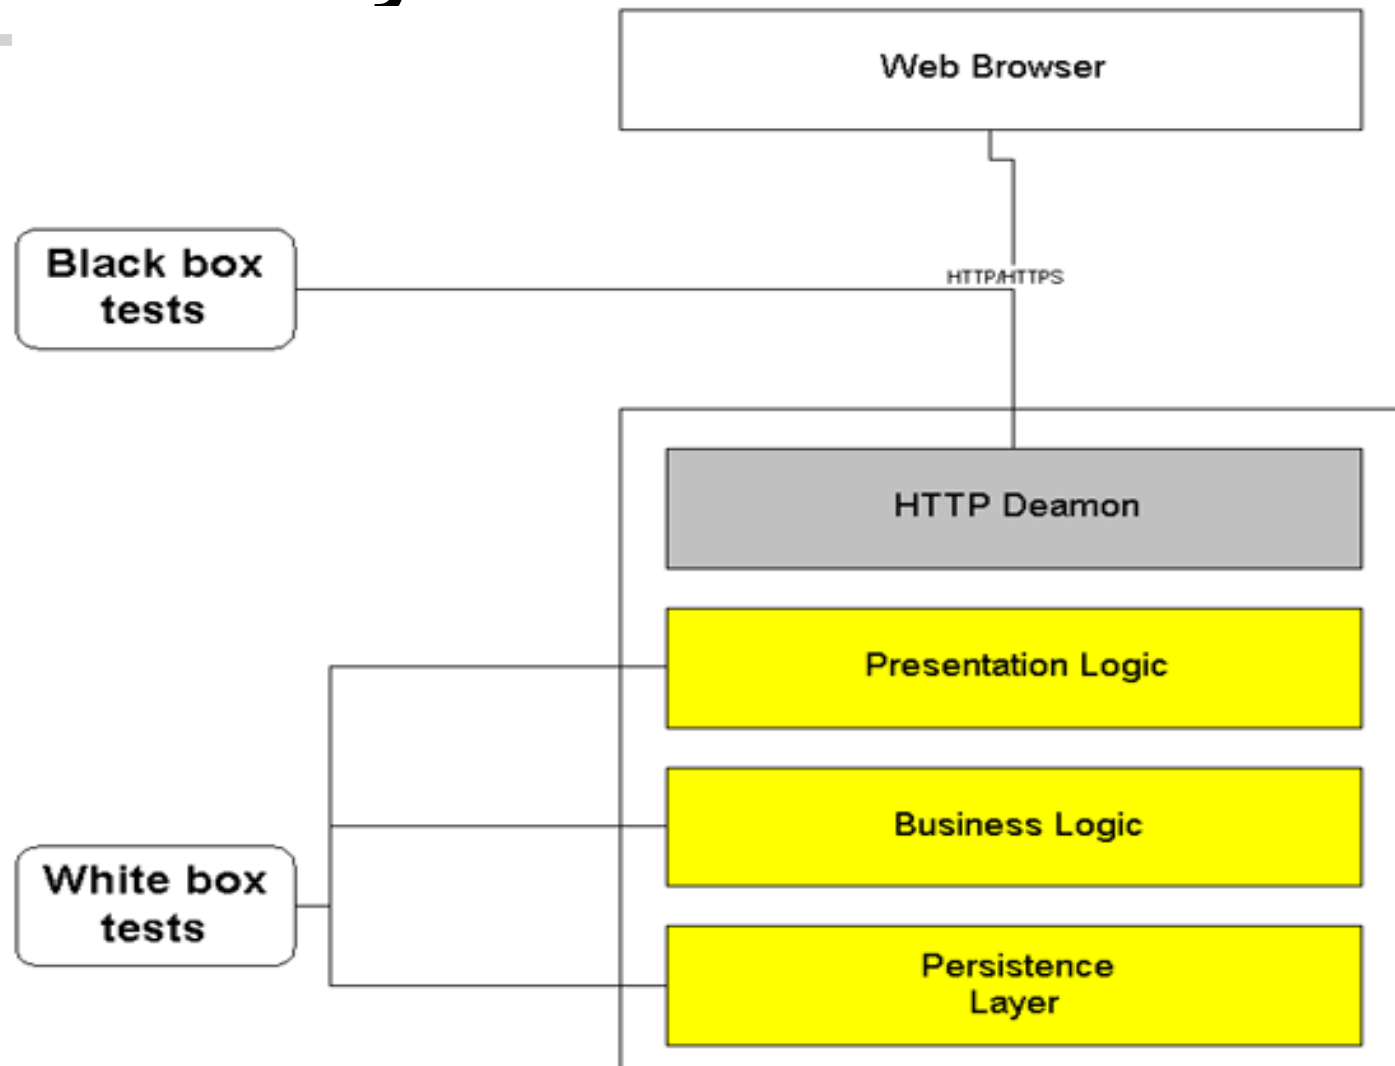 Web Browser
Black box
tests
HTTP/HTTPS
HTTP Deamon
Presentation Logic
Business Logic
White box
tests
Persistence
Layer